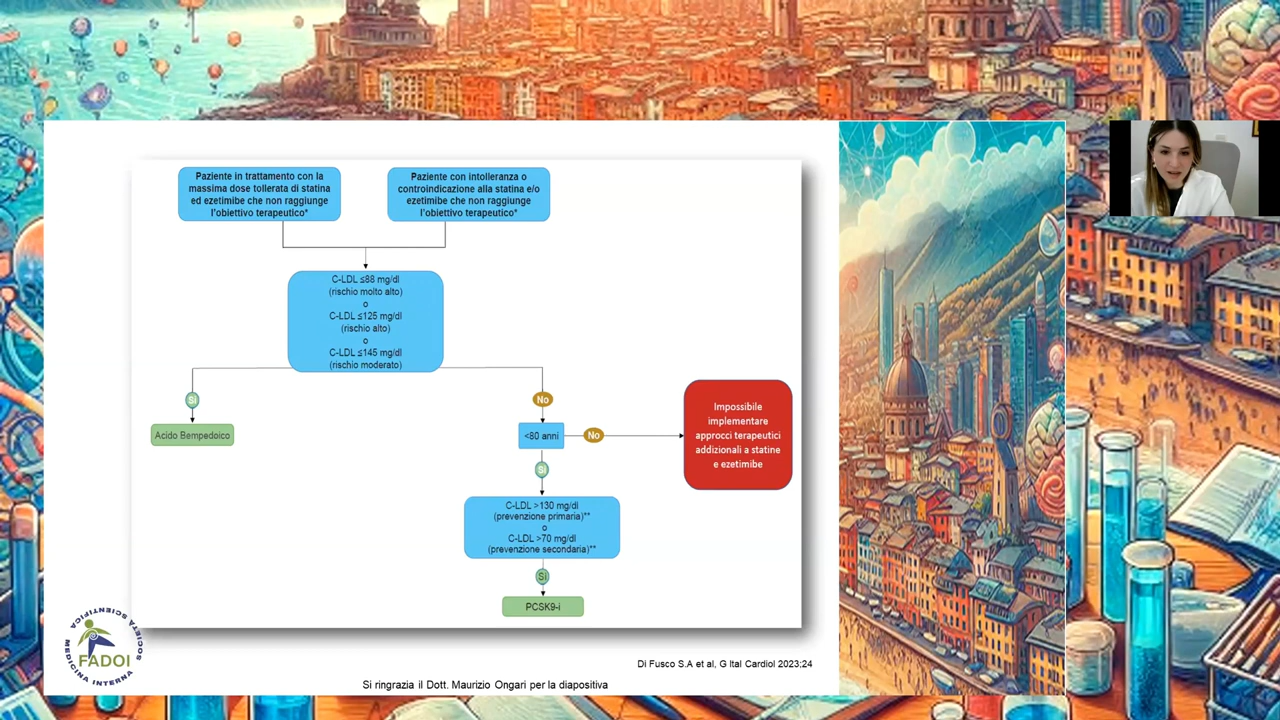 Paziente in trattamento con la
massima dose tollerata di statina
ed ezetimibe che non raggiunge
l'obiettivo terapeutico*
Paziente con intolleranza o
controindicazione alla statina e/o
ezetimibe che non raggiunge
l'obiettivo terapeutico*
C-LDL ≤88 mg/dl
(rischio molto alto)
o
C-LDL ≤125 mg/dl
(rischio alto)
o
C-LDL ≤145 mg/dl
(rischio moderato)
Sì
No
Acido Bempedoico
<80 anni
No
Impossibile
implementare
approcci terapeutici
addizionali a statine
e ezetimibe
Sì
C-LDL >130 mg/dl
(prevenzione primaria)**
o
C-LDL >70 mg/dl
(prevenzione secondaria)**
Sì
PCSK9-i
SOCIETÀ SCIENTIFICA
FADOI
MEDICINA INTERNA
Di Fusco S.A et al, G Ital Cardiol 2023;24
Si ringrazia il Dott. Maurizio Ongari per la diapositiva